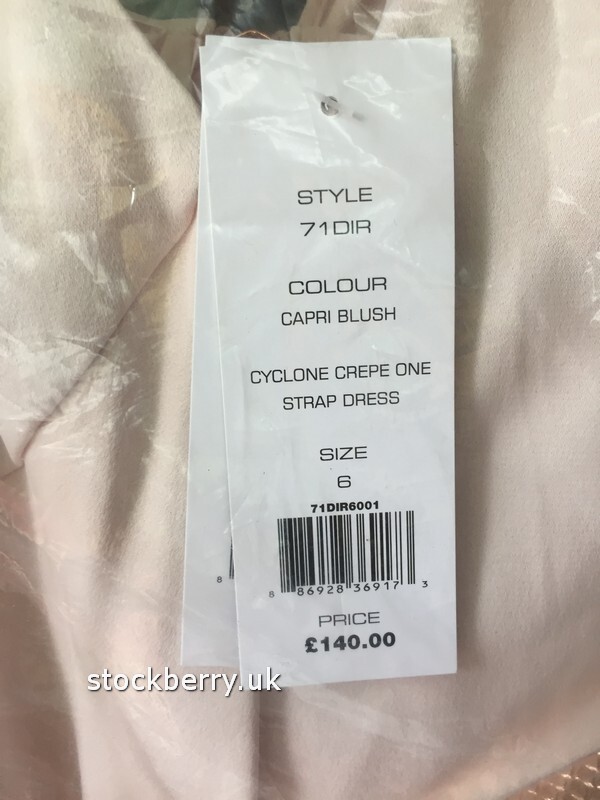 STYLE
71DIR
COLOUR
CAPRI BLUSH
CYCLONE CREPE ONE
STRAP DRESS
SIZE
6
71DIR6001
8
8 86928 36917 3
PRICE
£140.00
stockberry.uk